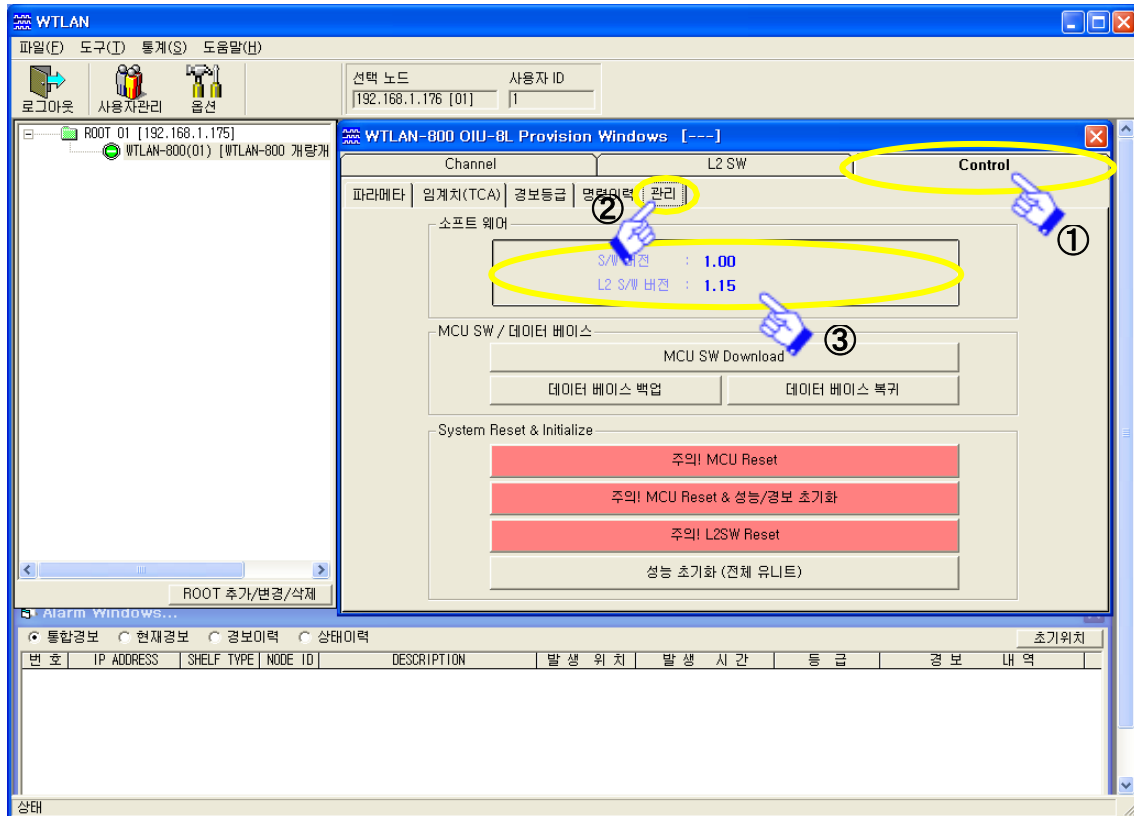 WTLAN
파일(F) 도구(T) 통계(S) 도움말(H)
로그아웃 사용자관리 옵션
선택 노드 사용자 ID
192.168.1.176 [01] 1
ROOT 01 [192.168.1.175]
WTLAN-800(01) [WTLAN-800 개량개
ROOT 추가/변경/삭제
WTLAN-800 OIU-8L Provision Windows [---]
Channel L2 SW Control
①
파라메타 임계치(TCA) 경보등급 명령이력 관리
②
소프트 웨어
S/W 버전 : 1.00
L2 S/W 버전 : 1.15
③
MCU SW / 데이터 베이스
MCU SW Download
데이터 베이스 백업 데이터 베이스 복귀
System Reset & Initialize
주의! MCU Reset
주의! MCU Reset & 성능/경보 초기화
주의! L2SW Reset
성능 초기화 (전체 유니트)
Alarm Windows...
통합경보 현재경보 경보이력 상태이력 초기위치
번 호 IP ADDRESS SHELF TYPE NODE ID DESCRIPTION 발 생 위 치 발 생 시 간 등 급 경 보 내 역
상태